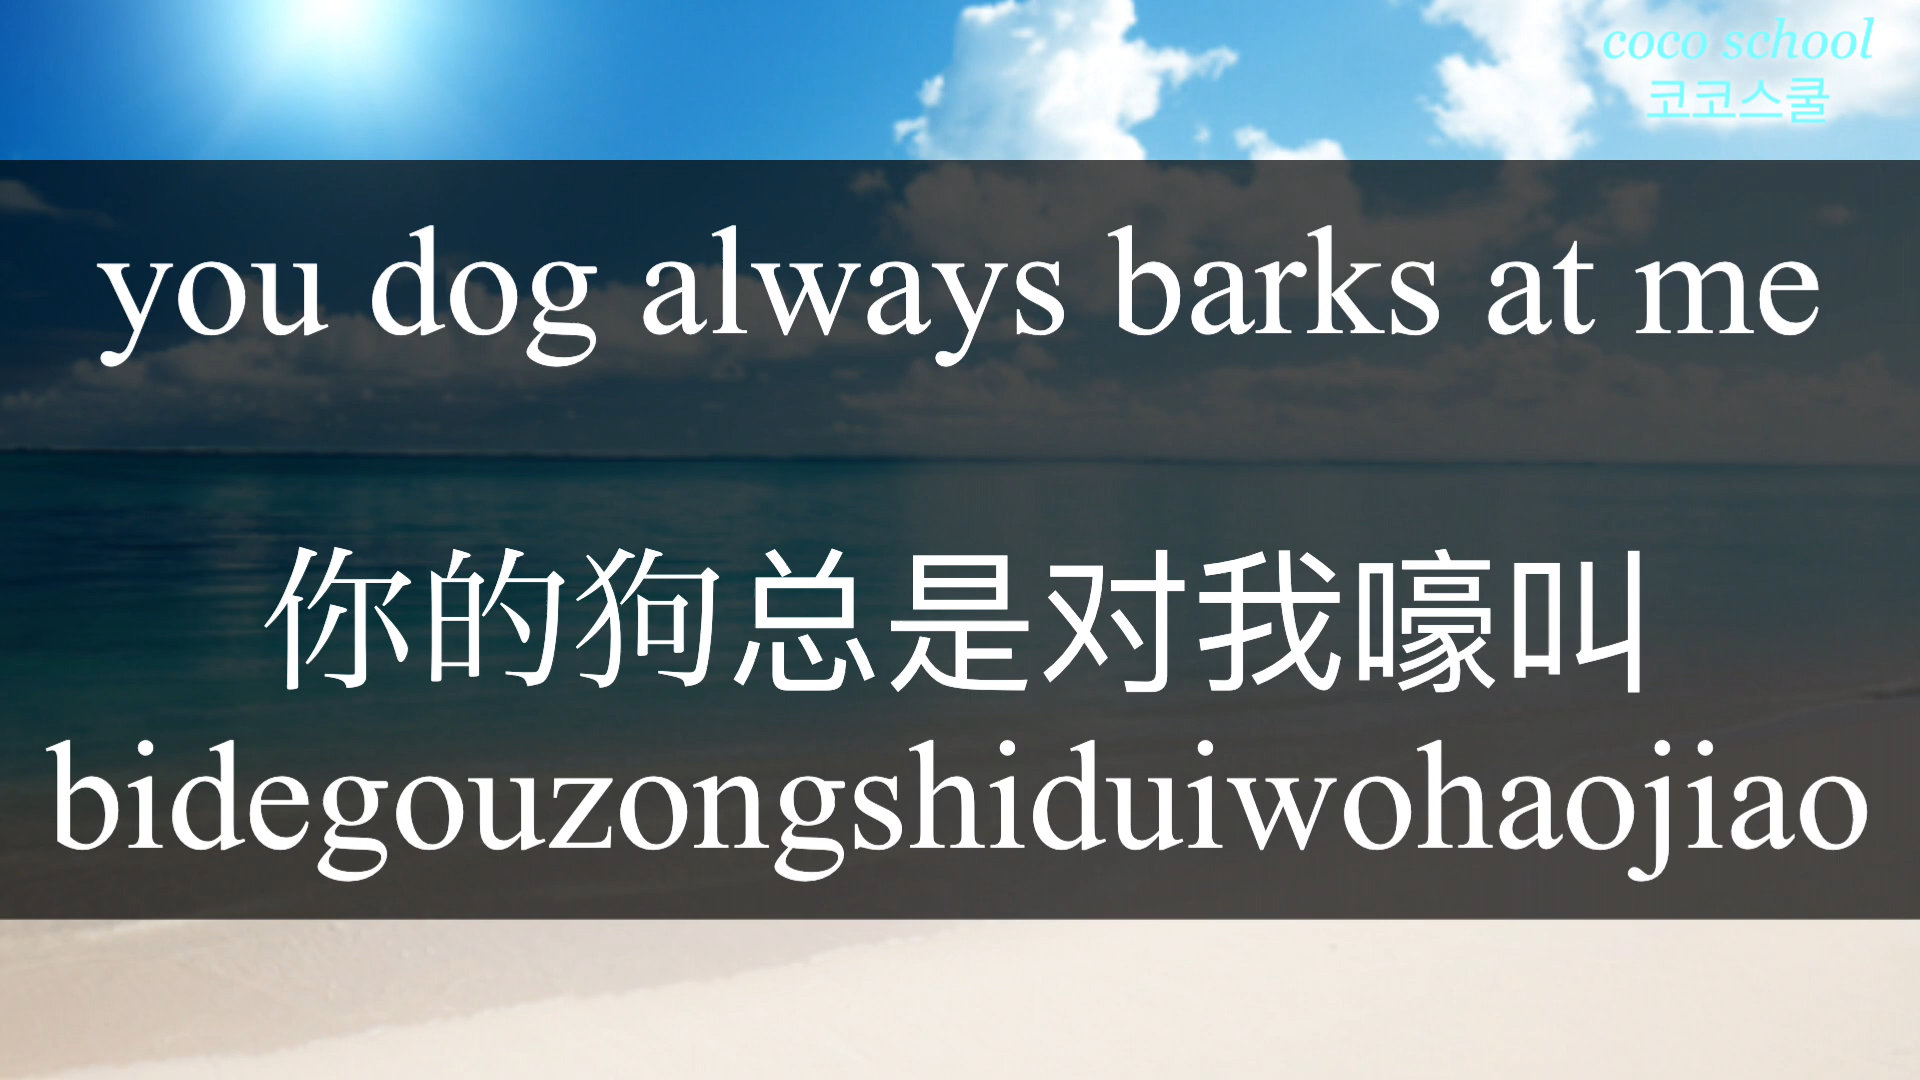 coco school
코코스쿨
you dog always barks at me
你的狗总是对我嚎叫
bidegouzongshiduiwohaojiao